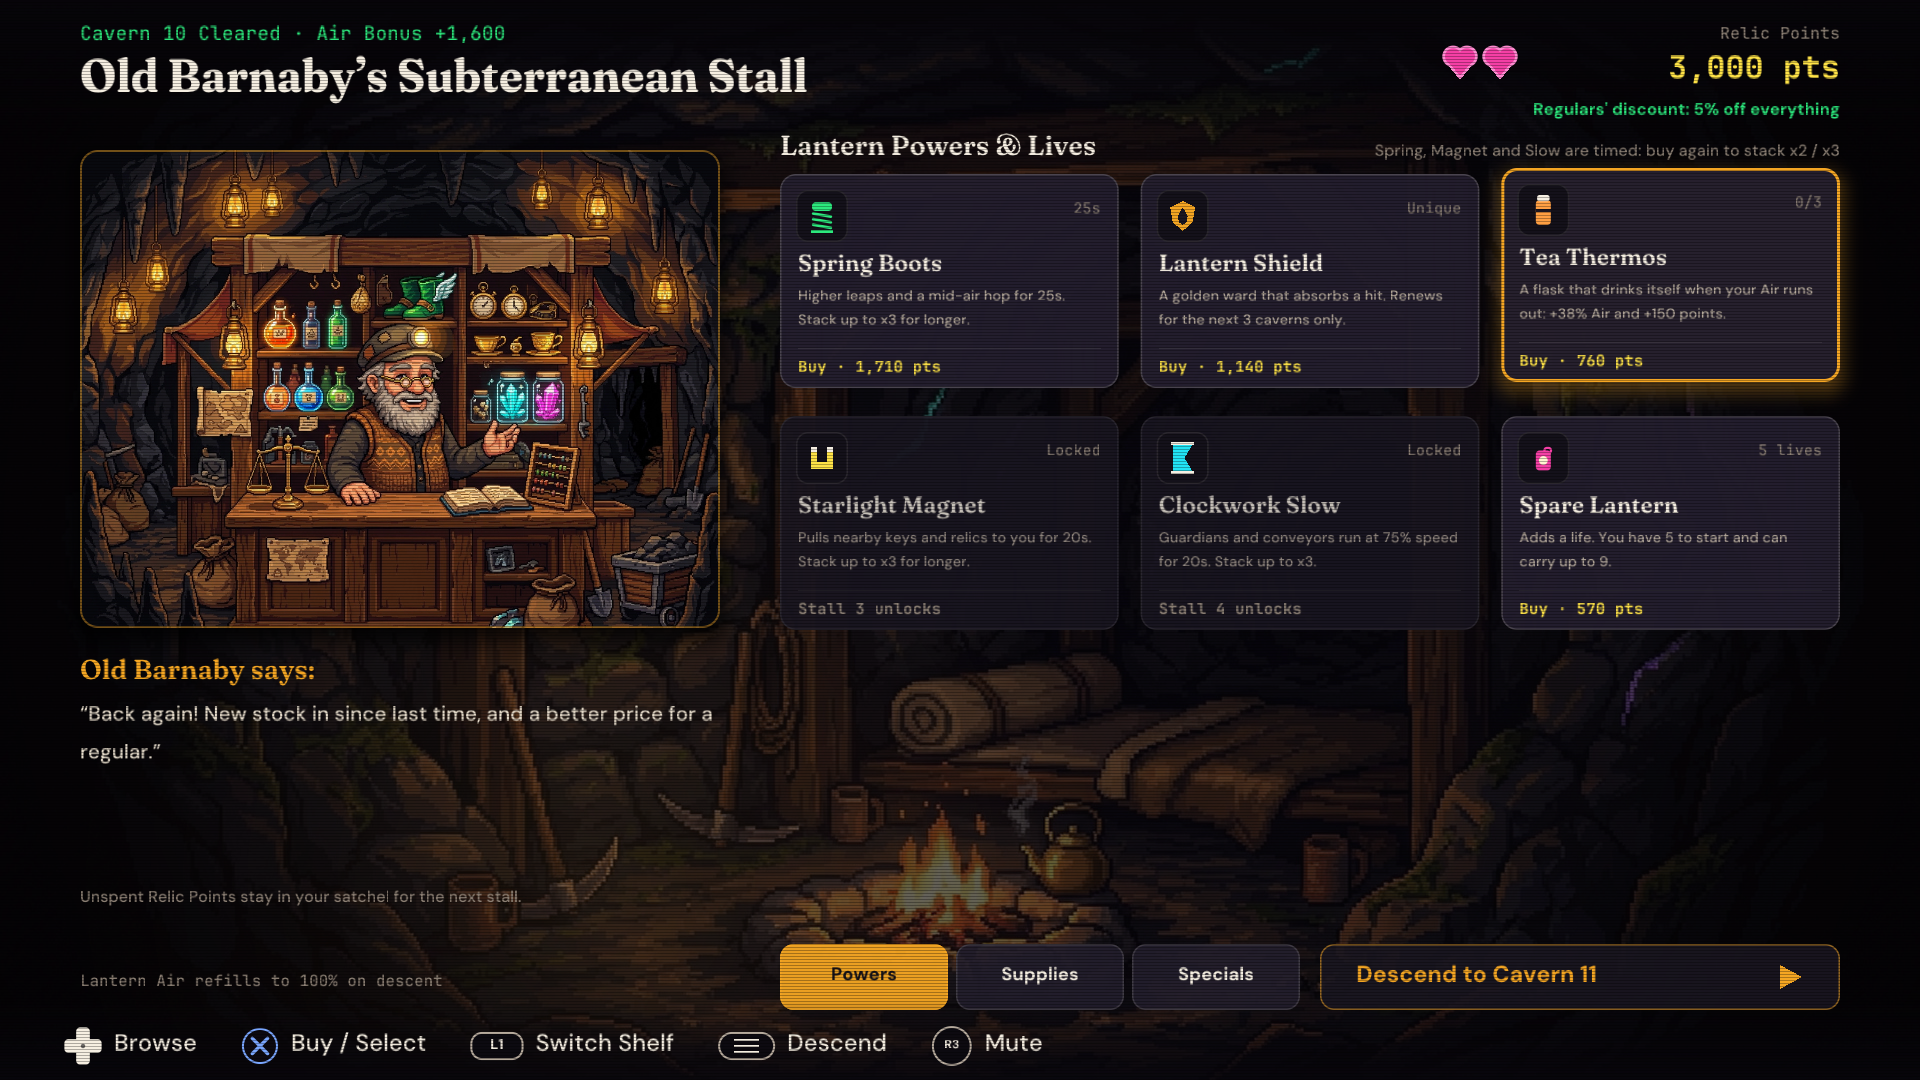 Cavern 10 Cleared · Air Bonus +1,600
Old Barnaby’s Subterranean Stall
Relic Points
3,000 pts
Regulars' discount: 5% off everything
Lantern Powers & Lives
Spring, Magnet and Slow are timed: buy again to stack x2 / x3
25s
Spring Boots
Higher leaps and a mid-air hop for 25s.
Stack up to x3 for longer.
Buy · 1,710 pts
Unique
Lantern Shield
A golden ward that absorbs a hit. Renews
for the next 3 caverns only.
Buy · 1,140 pts
0/3
Tea Thermos
A flask that drinks itself when your Air runs
out: +38% Air and +150 points.
Buy · 760 pts
Locked
Starlight Magnet
Pulls nearby keys and relics to you for 20s.
Stack up to x3 for longer.
Stall 3 unlocks
Locked
Clockwork Slow
Guardians and conveyors run at 75% speed
for 20s. Stack up to x3.
Stall 4 unlocks
5 lives
Spare Lantern
Adds a life. You have 5 to start and can
carry up to 9.
Buy · 570 pts
Old Barnaby says:
“Back again! New stock in since last time, and a better price for a
regular.”
Unspent Relic Points stay in your satchel for the next stall.
Lantern Air refills to 100% on descent
Powers
Supplies
Specials
Descend to Cavern 11
Browse
Buy / Select
L1
Switch Shelf
Descend
R3
Mute